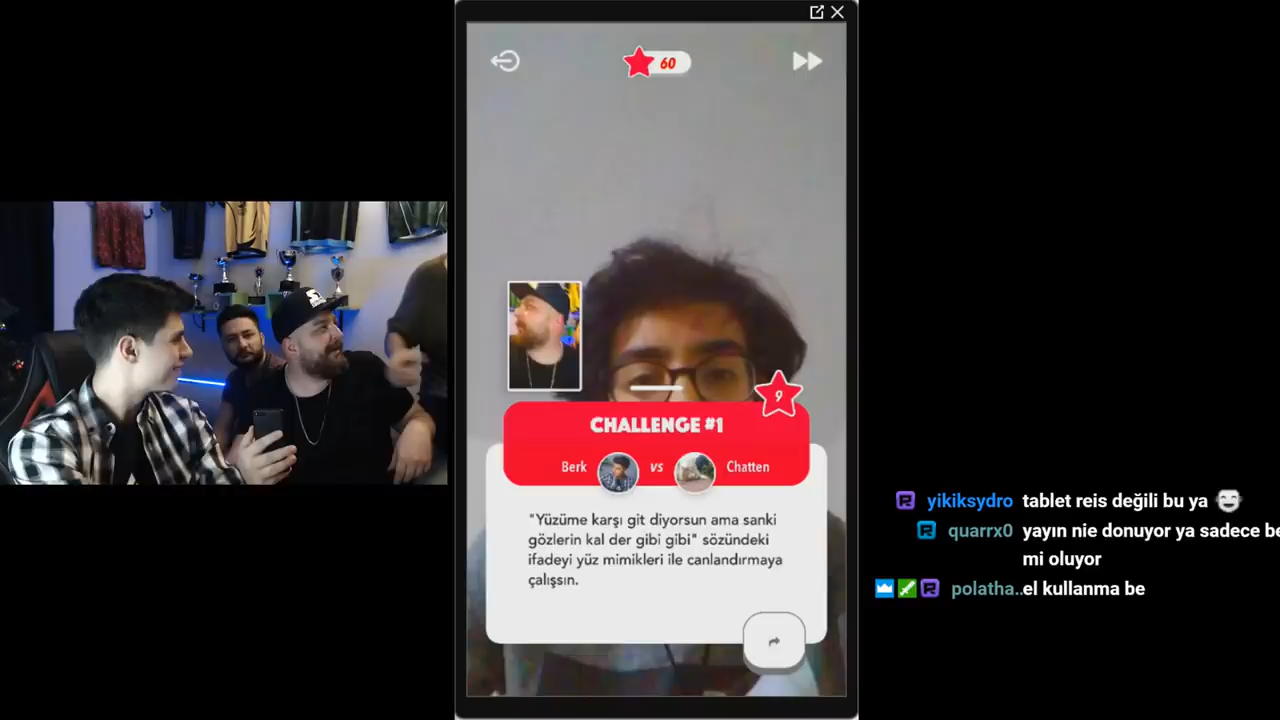 60
9
CHALLENGE #1
Berk vs Chatten
"Yüzüme karşı git diyorsun ama sanki
gözlerin kal der gibi gibi" sözündeki
ifadeyi yüz mimikleri ile canlandırmaya
çalışsın.
yikiksydro tablet reis değili bu ya
quarrx0 yayın nie donuyor ya sadece be
mi oluyor
polatha.. el kullanma be